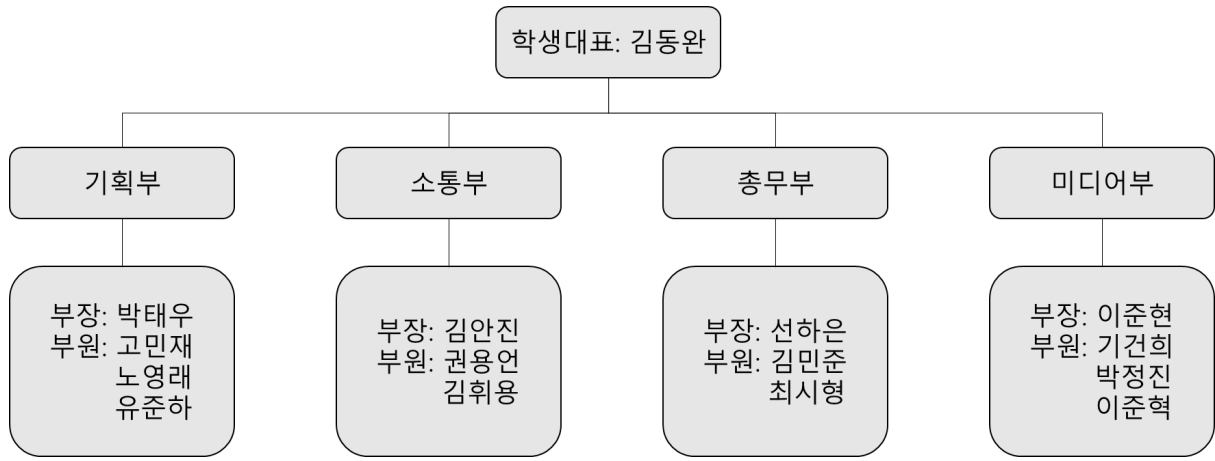 학생대표: 김동완
기획부
소통부
총무부
미디어부
부장: 박태우
부원: 고민재
노영래
유준하
부장: 김안진
부원: 권용언
김휘용
부장: 선하은
부원: 김민준
최시형
부장: 이준현
부원: 기건희
박정진
이준혁